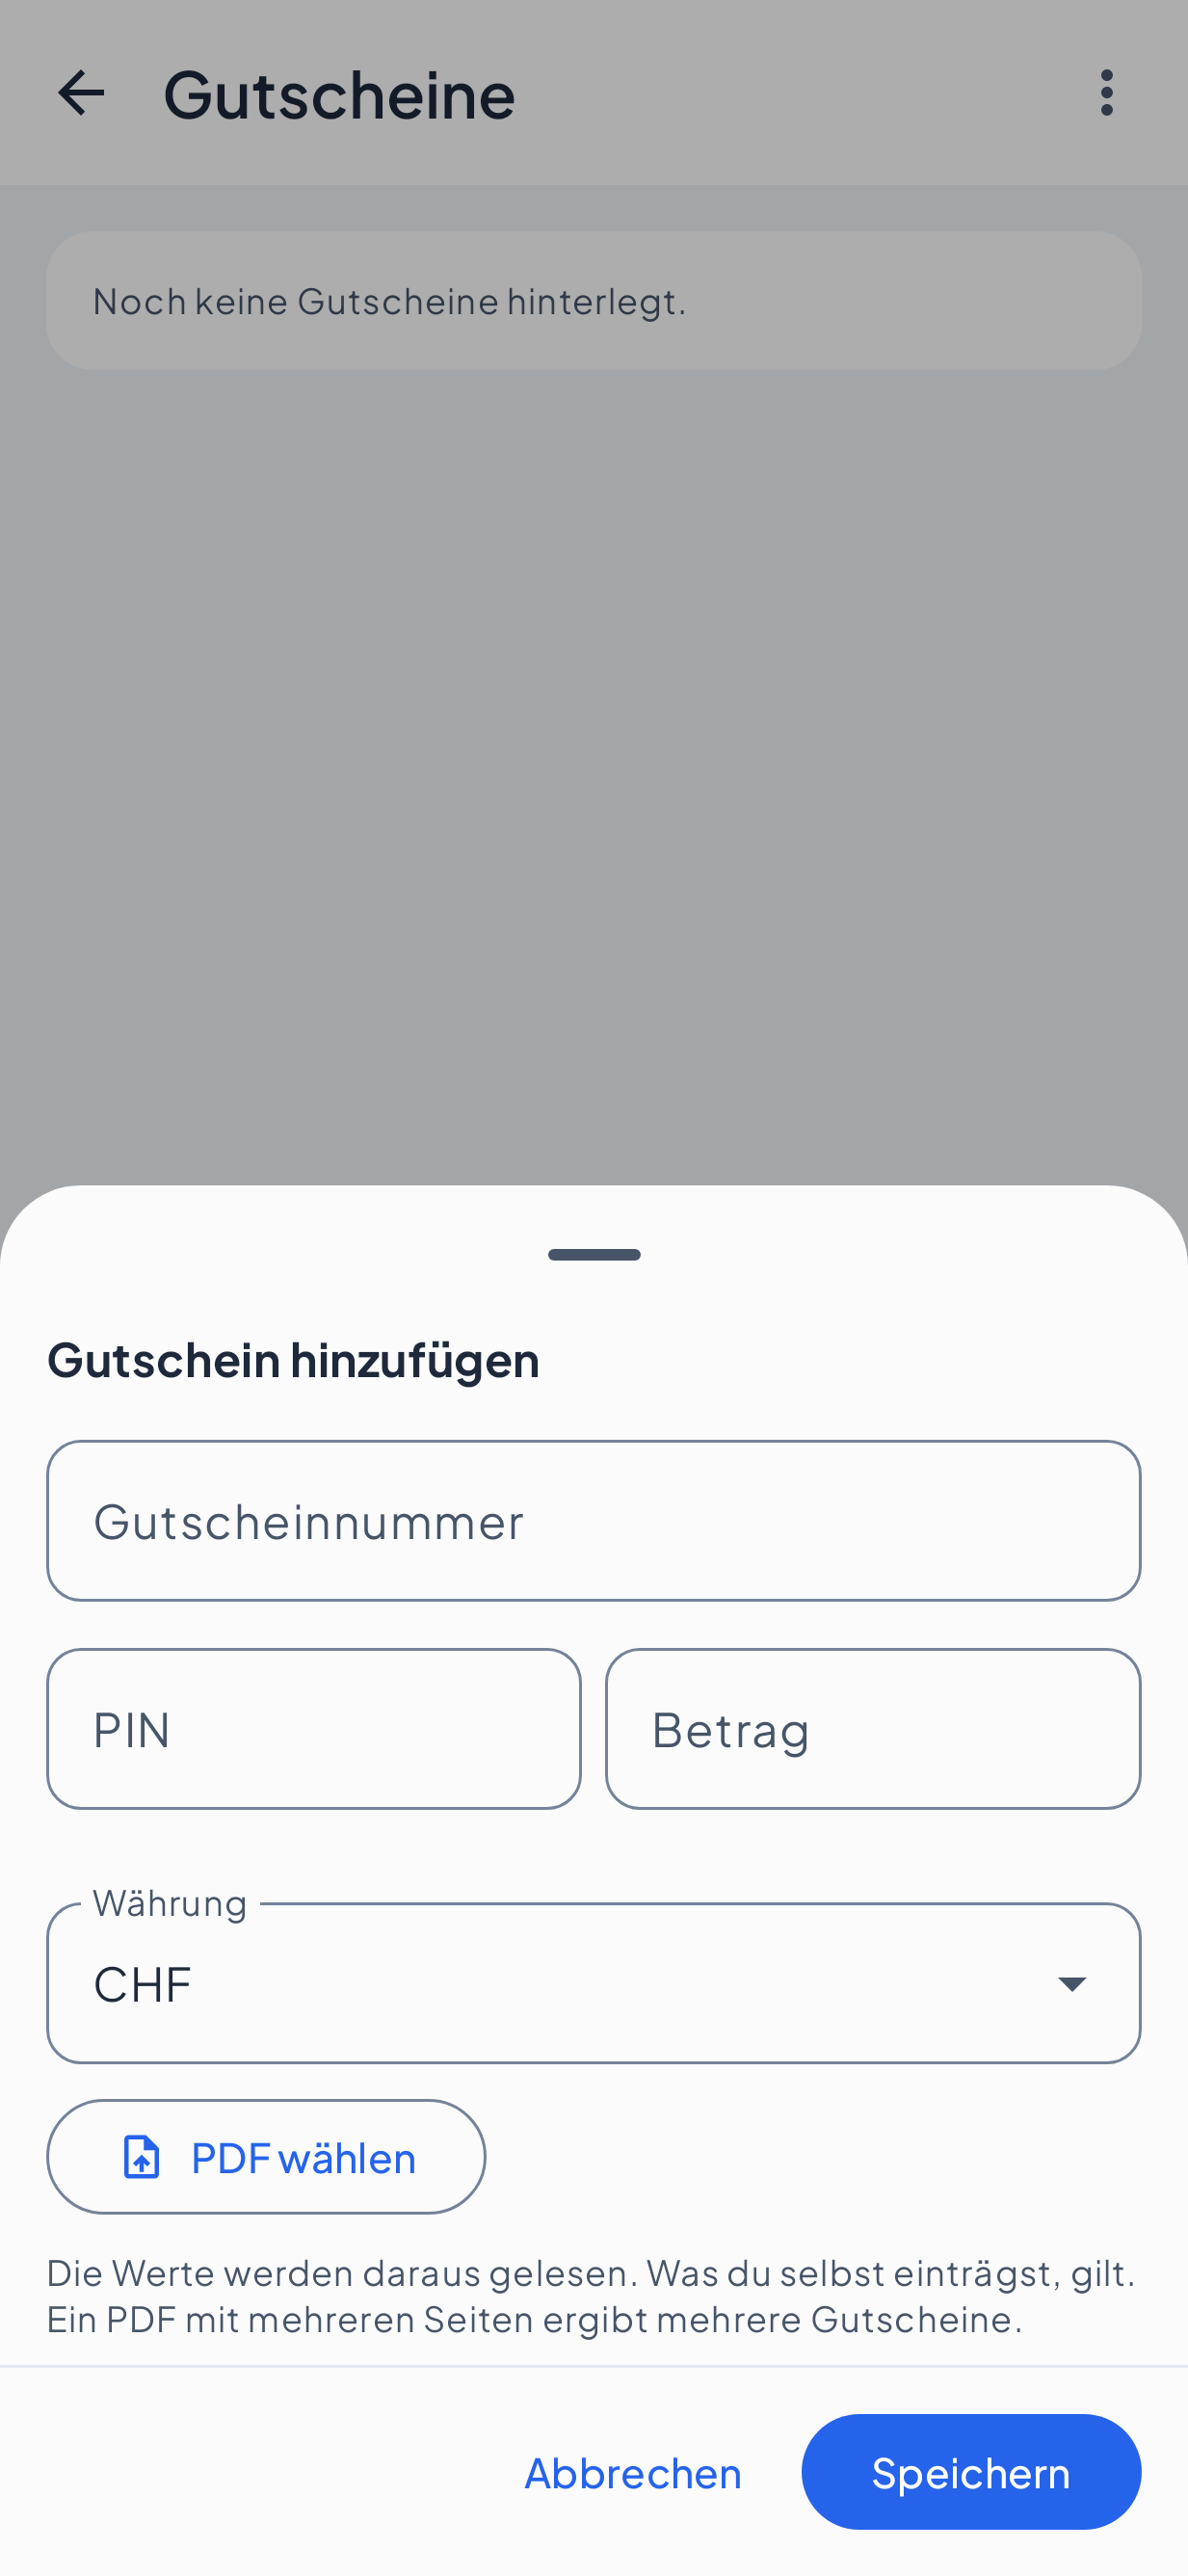 Gutscheine
Noch keine Gutscheine hinterlegt.
Gutschein hinzufügen
Gutscheinnummer
PIN
Betrag
Währung
CHF
PDF wählen
Die Werte werden daraus gelesen. Was du selbst einträgst, gilt.
Ein PDF mit mehreren Seiten ergibt mehrere Gutscheine.
Abbrechen
Speichern